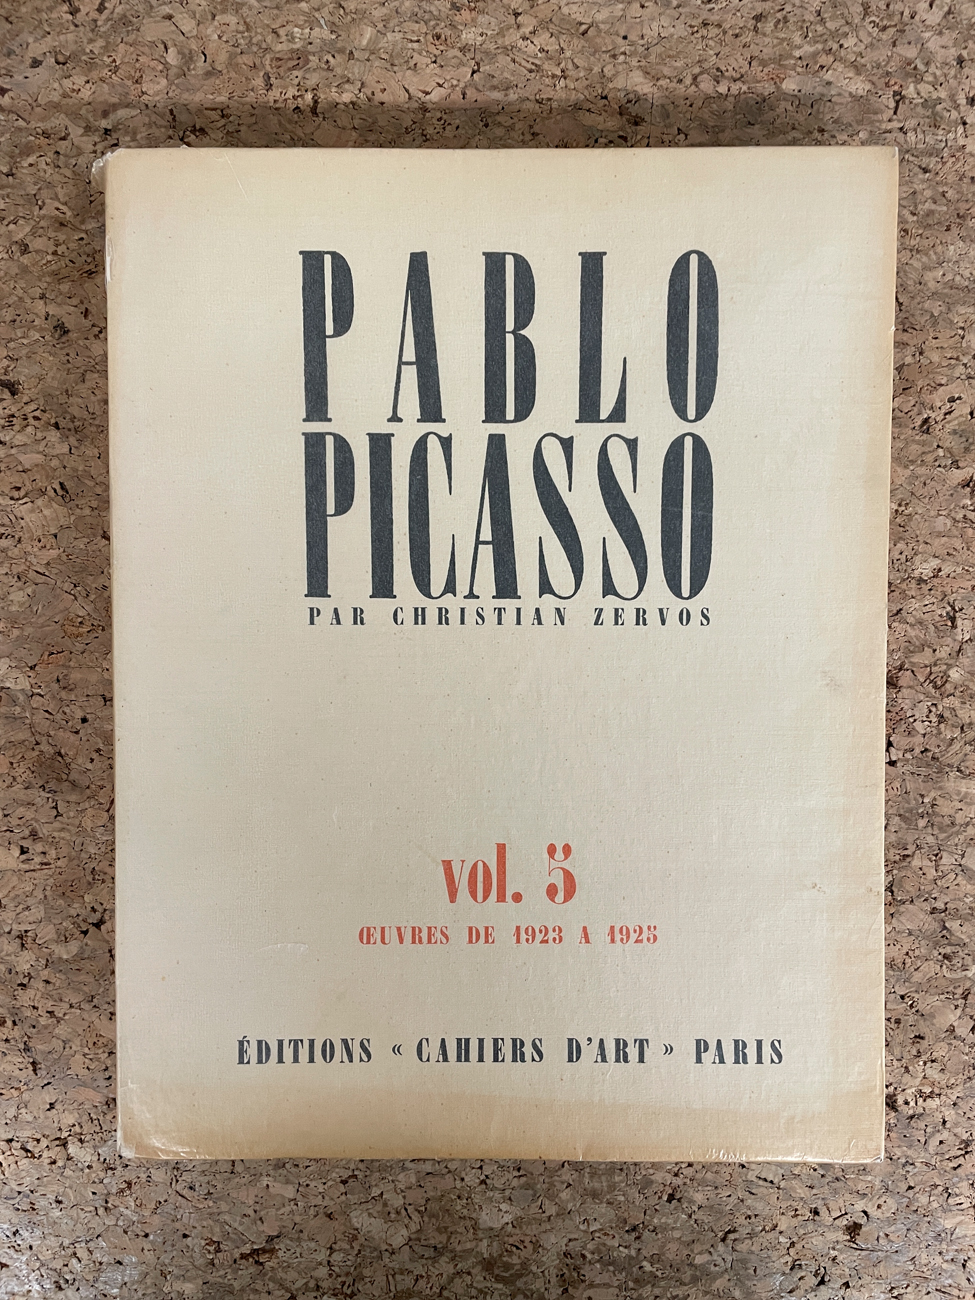 PABLO
PICASSO
PAR CHRISTIAN ZERVOS
vol. 5
ŒUVRES DE 1923 A 1925
ÉDITIONS « CAHIERS D'ART » PARIS